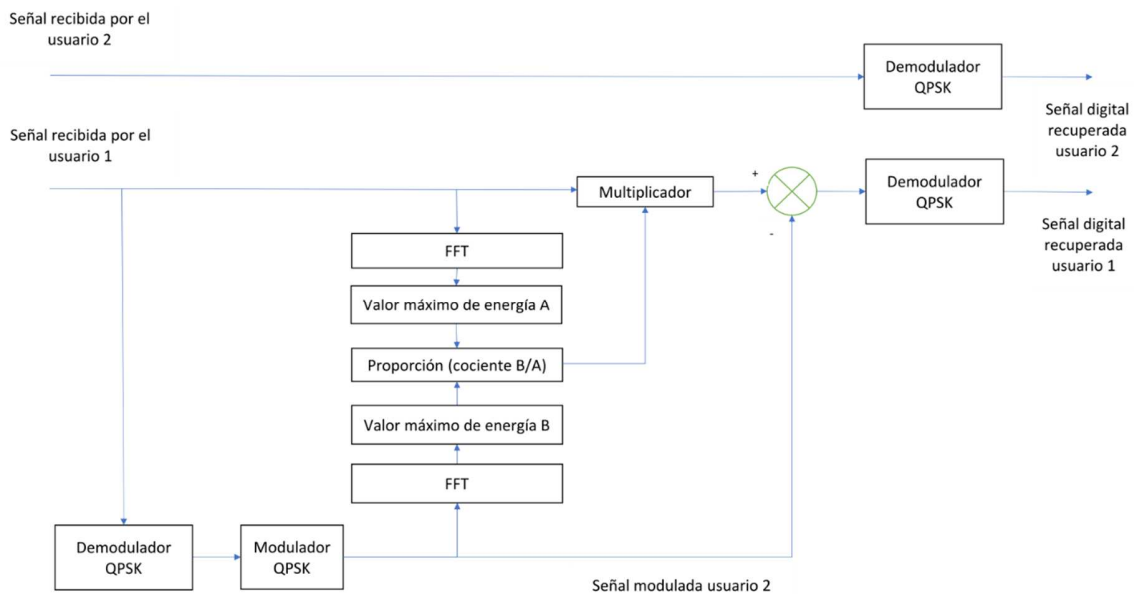 Señal recibida por el
usuario 2
Demodulador
QPSK
Señal digital
recuperada
usuario 2
Señal recibida por el
usuario 1
Multiplicador
+
-
Demodulador
QPSK
Señal digital
recuperada
usuario 1
FFT
Valor máximo de energía A
Proporción (cociente B/A)
Valor máximo de energía B
FFT
Demodulador
QPSK
Modulador
QPSK
Señal modulada usuario 2